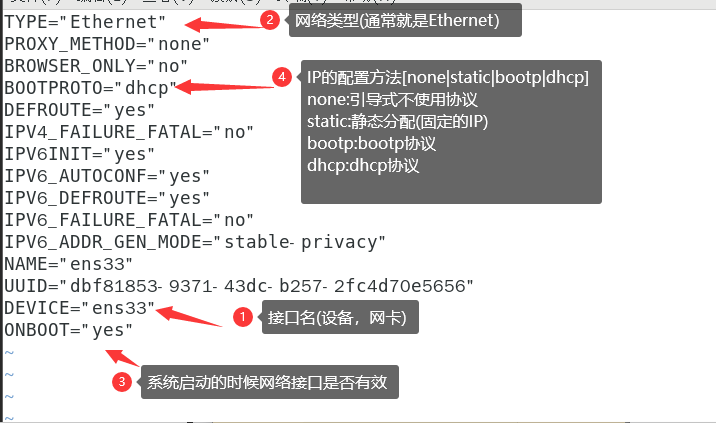 TYPE="Ethernet"
② 网络类型(通常就是Ethernet)
PROXY_METHOD="none"
BROWSER_ONLY="no"
BOOTPROTO="dhcp"
④ IP的配置方法[none|static|bootp|dhcp]
none:引导式不使用协议
static:静态分配(固定的IP)
bootp:bootp协议
dhcp:dhcp协议
DEFROUTE="yes"
IPV4_FAILURE_FATAL="no"
IPV6INIT="yes"
IPV6_AUTOCONF="yes"
IPV6_DEFROUTE="yes"
IPV6_FAILURE_FATAL="no"
IPV6_ADDR_GEN_MODE="stable-privacy"
NAME="ens33"
UUID="dbf81853-9371-43dc-b257-2fc4d70e5656"
DEVICE="ens33"
① 接口名(设备，网卡)
ONBOOT="yes"
③ 系统启动的时候网络接口是否有效
~
~
~
~